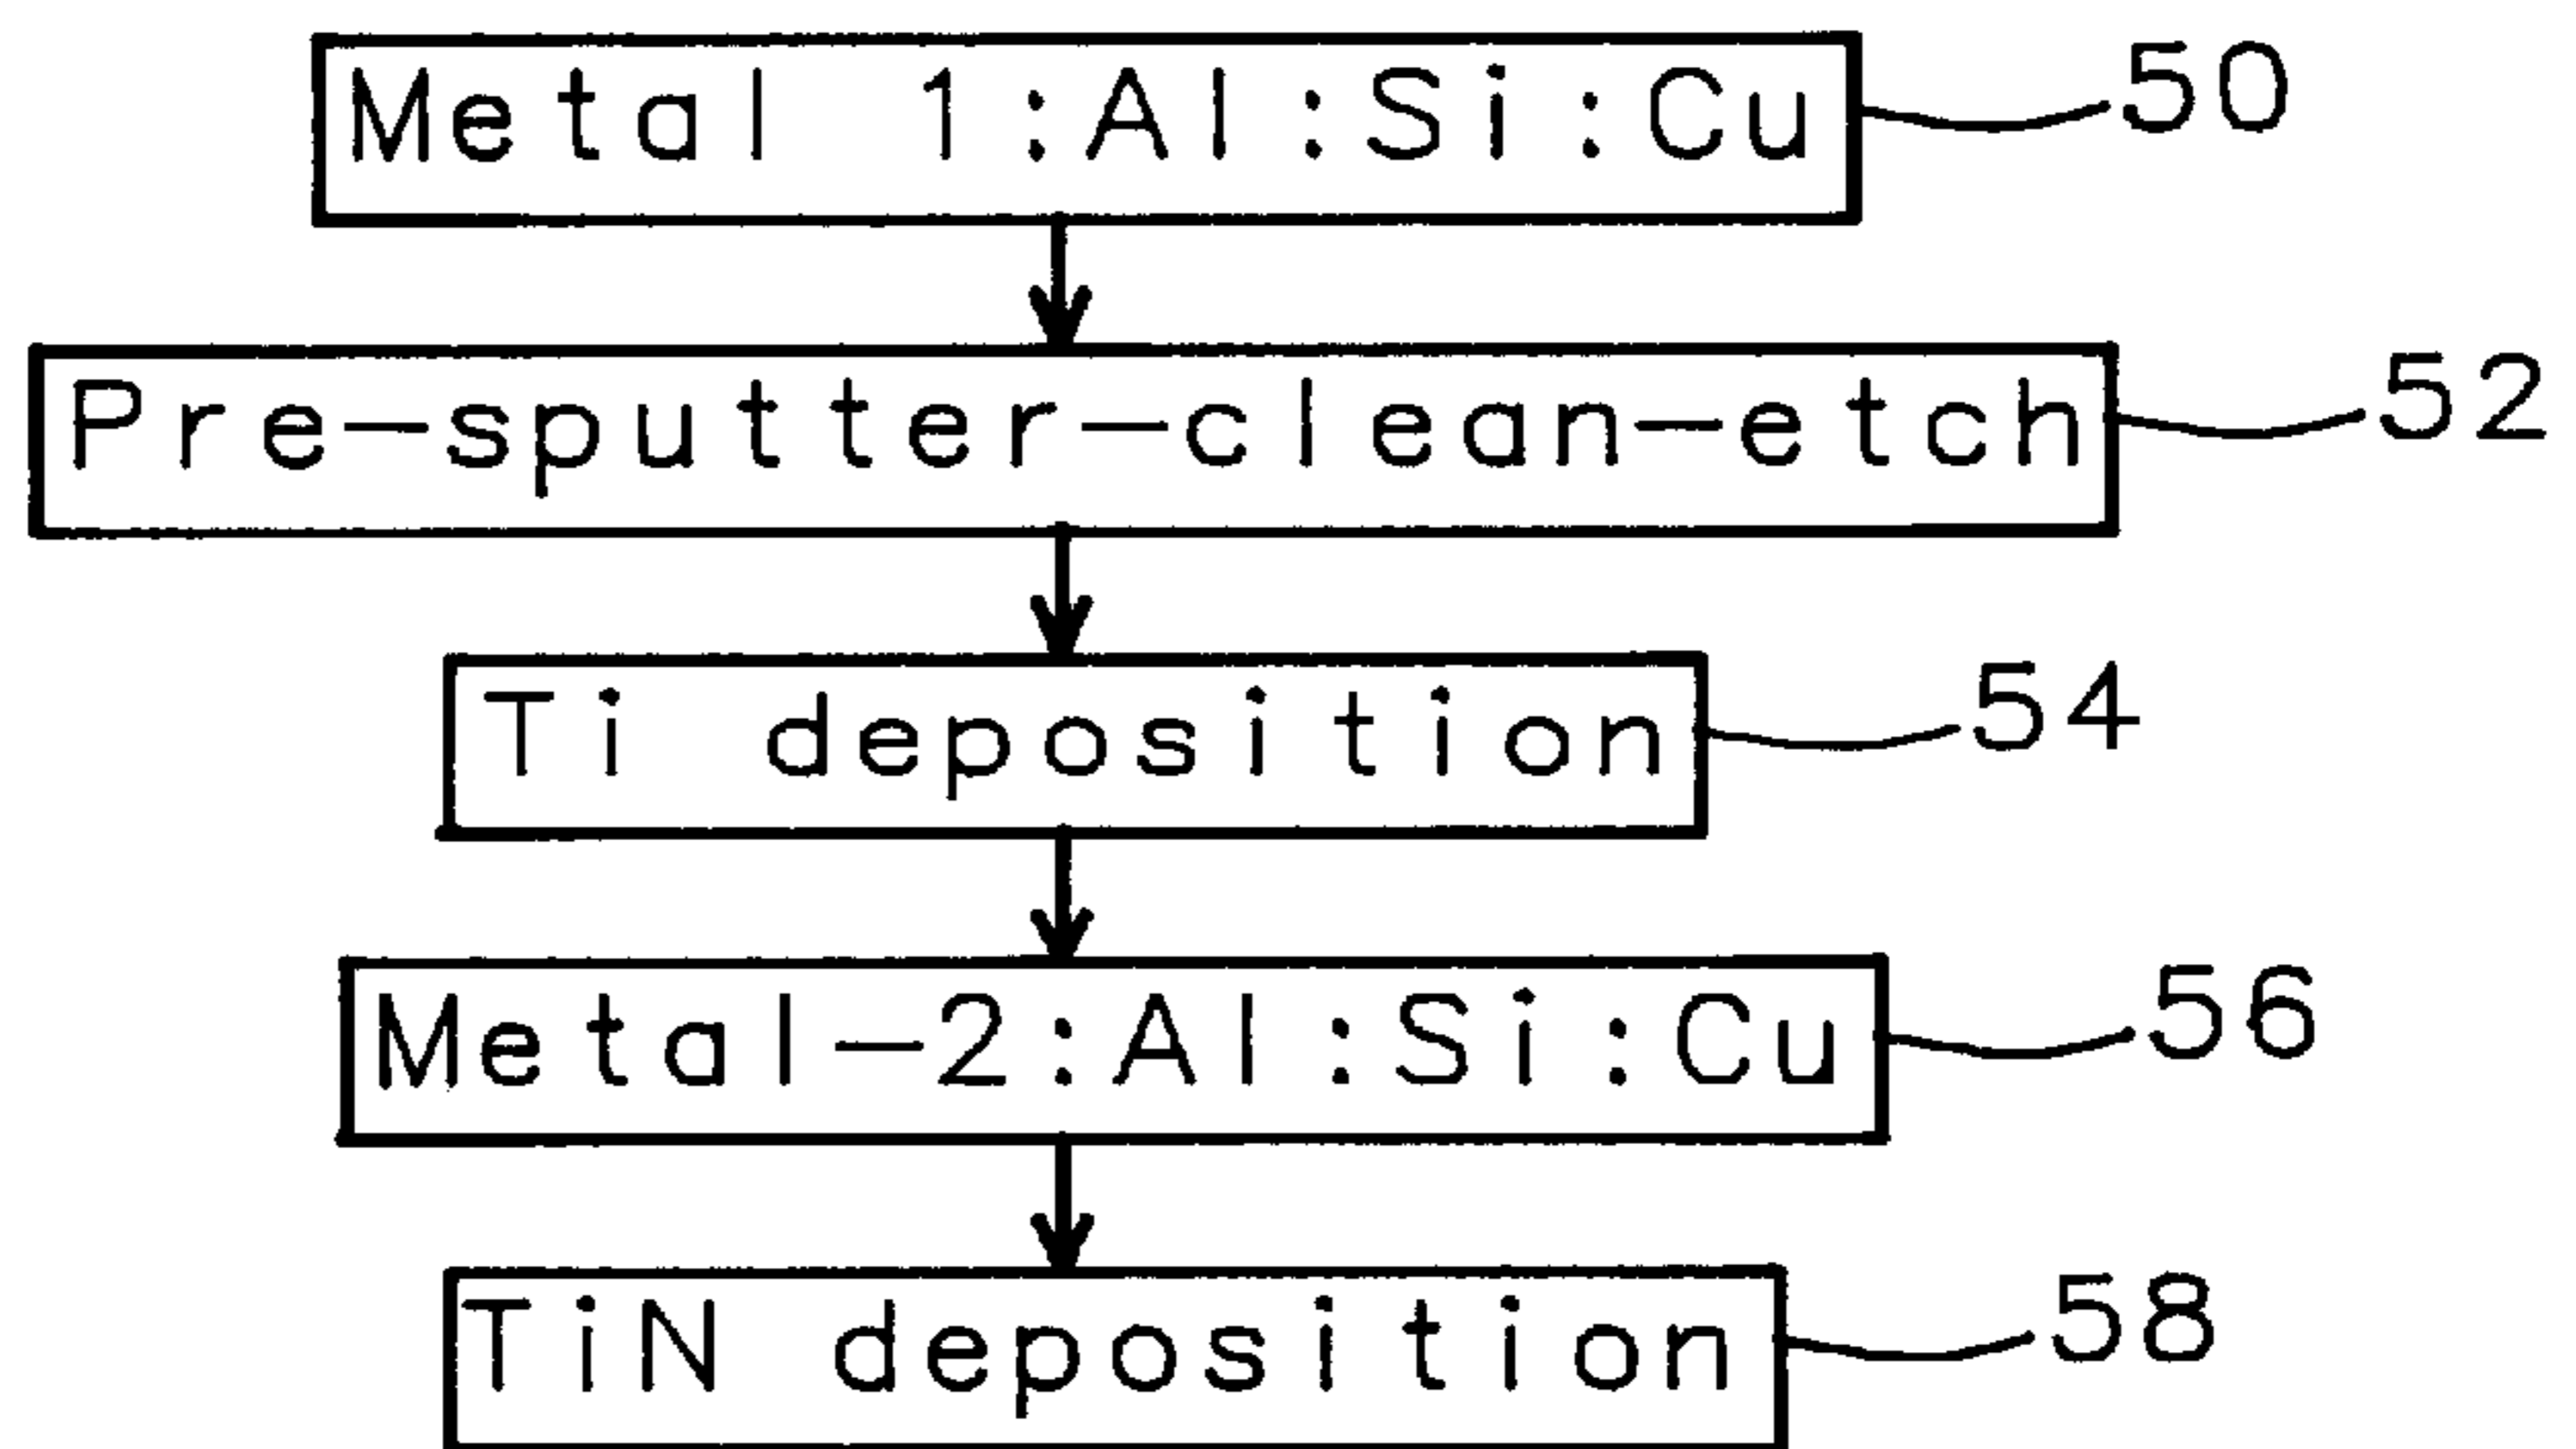 Metal 1:Al:Si:Cu 50
Pre-sputter-clean-etch 52
Ti deposition 54
Metal-2:Al:Si:Cu 56
TiN deposition 58